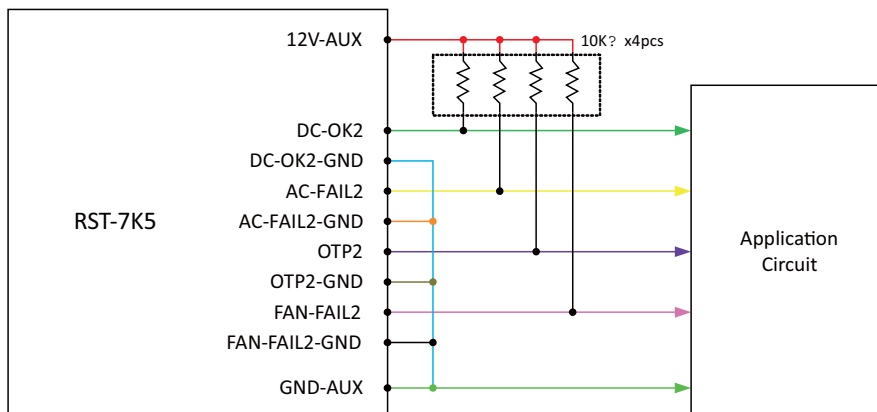 12V-AUX
10K? x4pcs
DC-OK2
DC-OK2-GND
AC-FAIL2
RST-7K5
AC-FAIL2-GND
OTP2
Application
Circuit
OTP2-GND
FAN-FAIL2
FAN-FAIL2-GND
GND-AUX